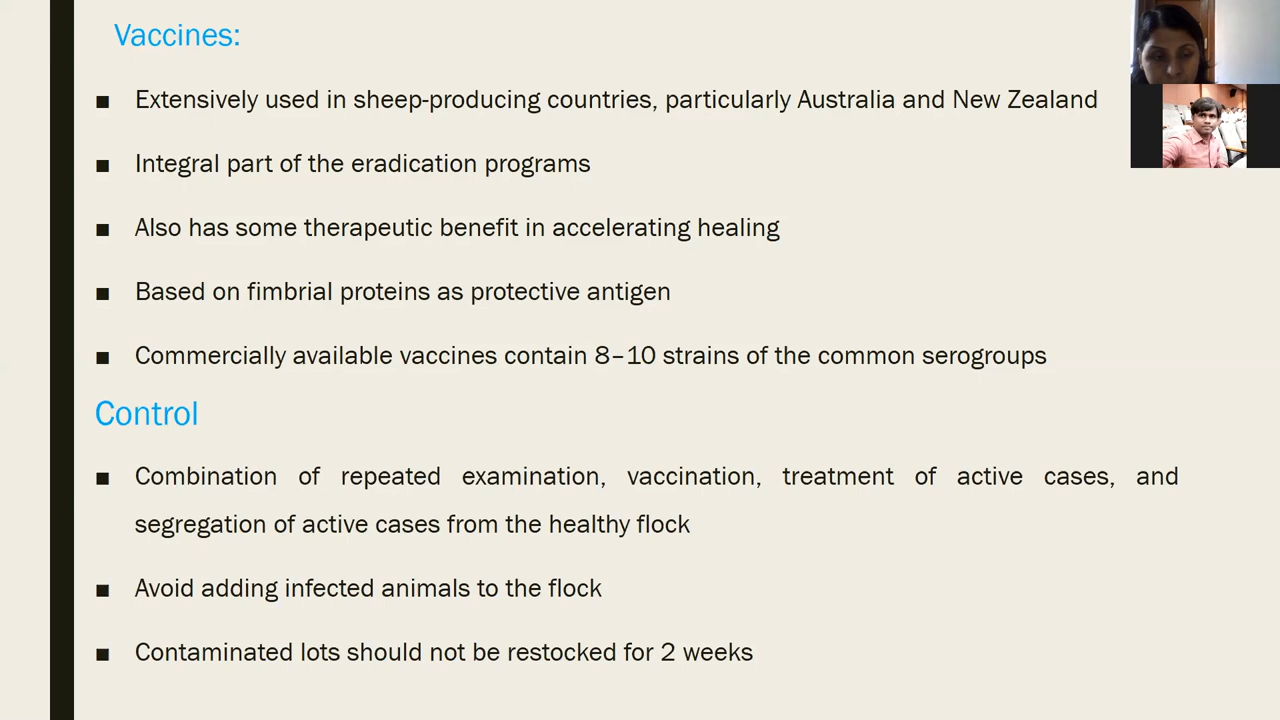 Vaccines:
■ Extensively used in sheep-producing countries, particularly Australia and New Zealand
■ Integral part of the eradication programs
■ Also has some therapeutic benefit in accelerating healing
■ Based on fimbrial proteins as protective antigen
■ Commercially available vaccines contain 8–10 strains of the common serogroups
Control
■ Combination of repeated examination, vaccination, treatment of active cases, and
segregation of active cases from the healthy flock
■ Avoid adding infected animals to the flock
■ Contaminated lots should not be restocked for 2 weeks